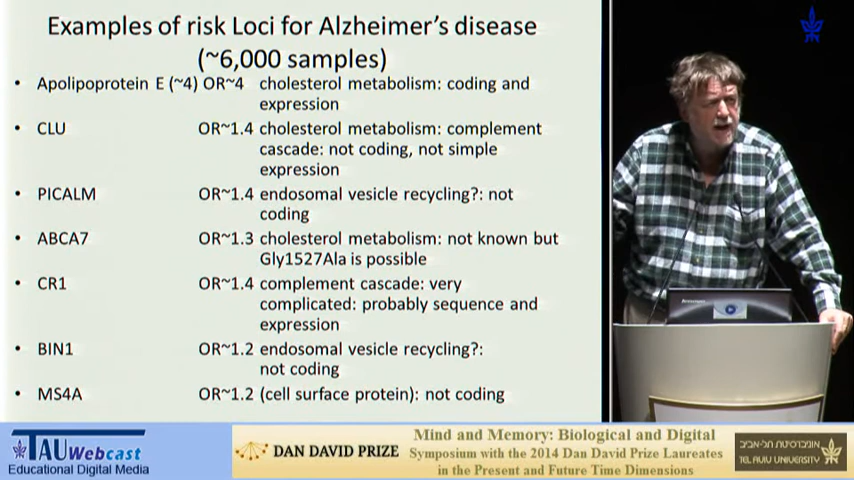 Examples of risk Loci for Alzheimer's disease
(~6,000 samples)
• Apolipoprotein E (~4) OR~4 cholesterol metabolism: coding and
expression
• CLU OR~1.4 cholesterol metabolism: complement
cascade: not coding, not simple
expression
• PICALM OR~1.4 endosomal vesicle recycling?: not
coding
• ABCA7 OR~1.3 cholesterol metabolism: not known but
Gly1527Ala is possible
• CR1 OR~1.4 complement cascade: very
complicated: probably sequence and
expression
• BIN1 OR~1.2 endosomal vesicle recycling?:
not coding
• MS4A OR~1.2 (cell surface protein): not coding
TAU Webcast
Educational Digital Media
DAN DAVID PRIZE
Mind and Memory: Biological and Digital
Symposium with the 2014 Dan David Prize Laureates
in the Present and Future Time Dimensions
אוניברסיטת תל-אביב
TEL AVIV UNIVERSITY